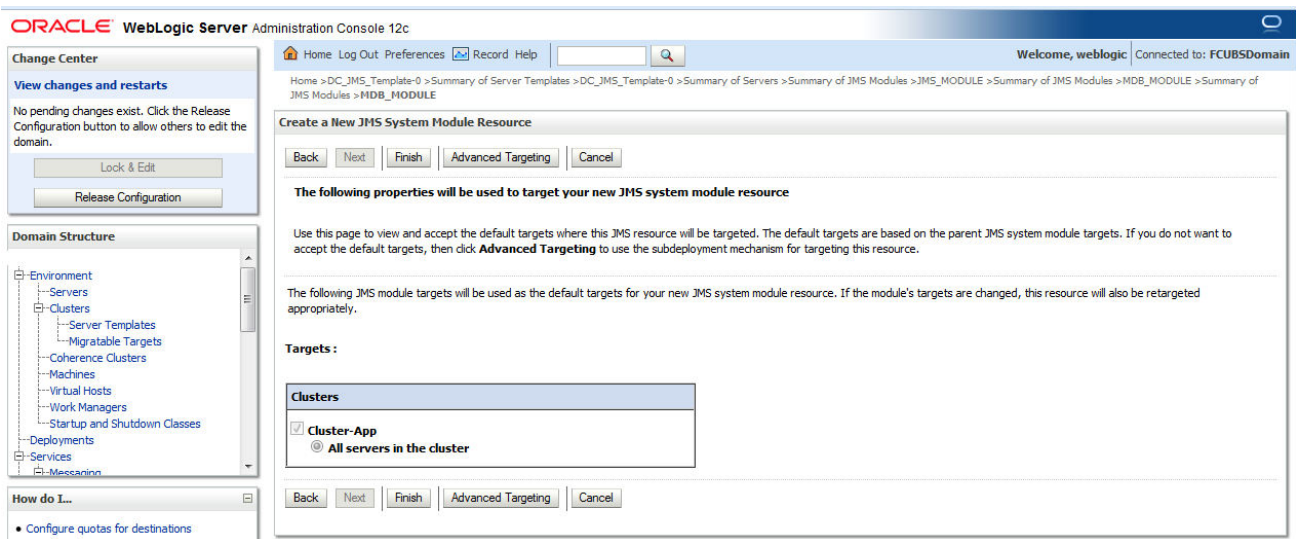 ORACLE WebLogic Server Administration Console 12c
Change Center
View changes and restarts
No pending changes exist. Click the Release
Configuration button to allow others to edit the
domain.
Lock & Edit
Release Configuration
Domain Structure
Environment
Servers
Clusters
Server Templates
Migratable Targets
Coherence Clusters
Machines
Virtual Hosts
Work Managers
Startup and Shutdown Classes
Deployments
Services
Messaging
How do I...
Configure quotas for destinations
Home Log Out Preferences Record Help
Welcome, weblogic Connected to: FCUBSDomain
Home >DC_JMS_Template-0 >Summary of Server Templates >DC_JMS_Template-0 >Summary of Servers >Summary of JMS Modules >JMS_MODULE >Summary of JMS Modules >MDB_MODULE >Summary of
JMS Modules >MDB_MODULE
Create a New JMS System Module Resource
Back Next Finish Advanced Targeting Cancel
The following properties will be used to target your new JMS system module resource
Use this page to view and accept the default targets where this JMS resource will be targeted. The default targets are based on the parent JMS system module targets. If you do not want to
accept the default targets, then click Advanced Targeting to use the subdeployment mechanism for targeting this resource.
The following JMS module targets will be used as the default targets for your new JMS system module resource. If the module's targets are changed, this resource will also be retargeted
appropriately.
Targets :
Clusters
Cluster-App
All servers in the cluster
Back Next Finish Advanced Targeting Cancel